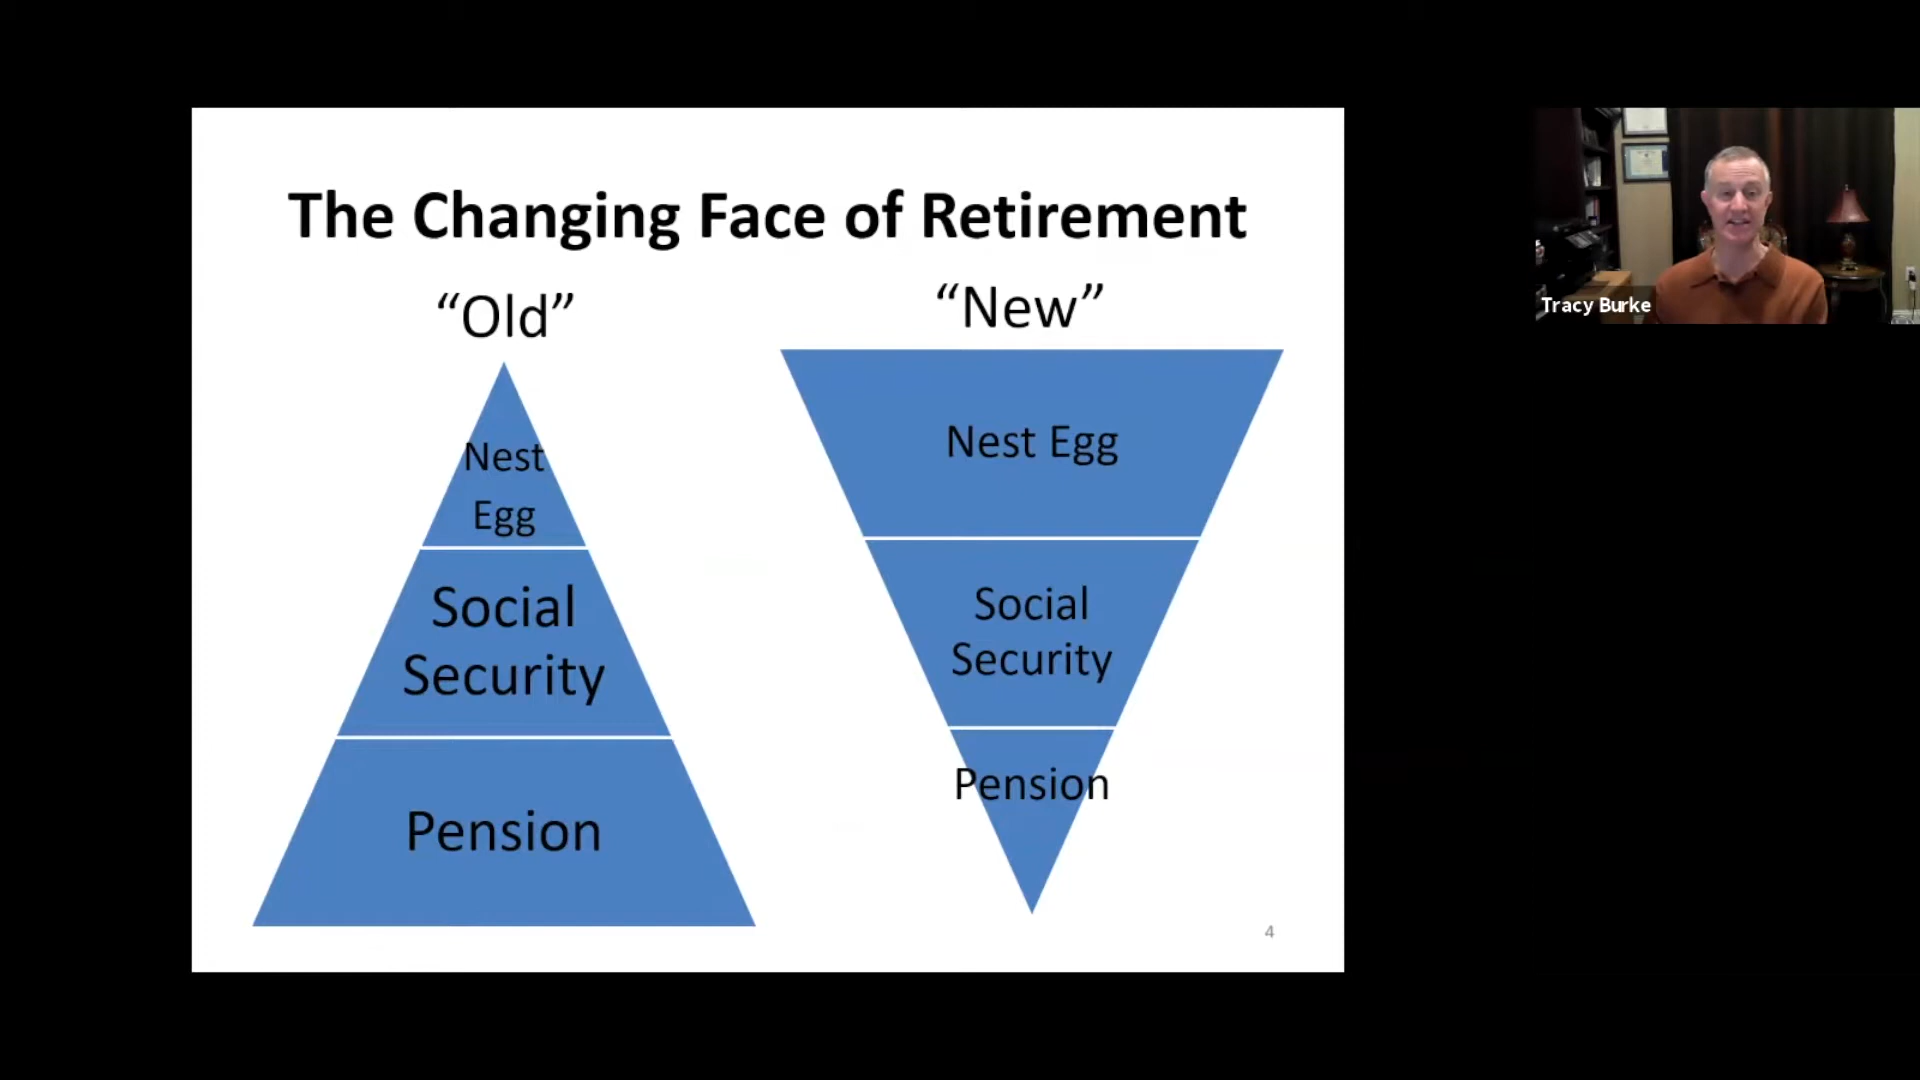 The Changing Face of Retirement
“Old”
“New”
Nest
Egg
Social
Security
Pension
Nest Egg
Social
Security
Pension
4
Tracy Burke